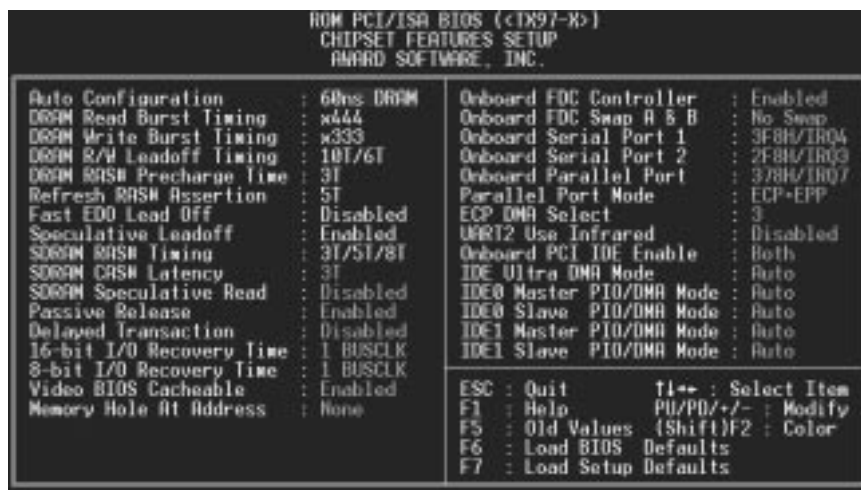 ROM PCI/ISA BIOS (<TX97-X>)
CHIPSET FEATURES SETUP
AWARD SOFTWARE, INC.
Auto Configuration : 60ns DRAM
DRAM Read Burst Timing : x444
DRAM Write Burst Timing : x333
DRAM R/W Leadoff Timing : 10T/6T
DRAM RAS# Precharge Time : 3T
Refresh RAS# Assertion : 5T
Fast EDO Lead Off : Disabled
Speculative Leadoff : Enabled
SDRAM RAS# Timing : 3T/5T/8T
SDRAM CAS# Latency : 3T
SDRAM Speculative Read : Disabled
Passive Release : Enabled
Delayed Transaction : Disabled
16-bit I/O Recovery Time : 1 BUSCLK
8-bit I/O Recovery Time : 1 BUSCLK
Video BIOS Cacheable : Enabled
Memory Hole At Address : None
Onboard FDC Controller : Enabled
Onboard FDC Swap A & B : No Swap
Onboard Serial Port 1 : 3F8H/IRQ4
Onboard Serial Port 2 : 2F8H/IRQ3
Onboard Parallel Port : 378H/IRQ7
Parallel Port Mode : ECP+EPP
ECP DMA Select : 3
UART2 Use Infrared : Disabled
Onboard PCI IDE Enable : Both
IDE Ultra DMA Mode : Auto
IDE0 Master PIO/DMA Mode : Auto
IDE0 Slave PIO/DMA Mode : Auto
IDE1 Master PIO/DMA Mode : Auto
IDE1 Slave PIO/DMA Mode : Auto
ESC : Quit ↑↓→← : Select Item
F1 : Help PU/PD/+/- : Modify
F5 : Old Values (Shift)F2 : Color
F6 : Load BIOS Defaults
F7 : Load Setup Defaults